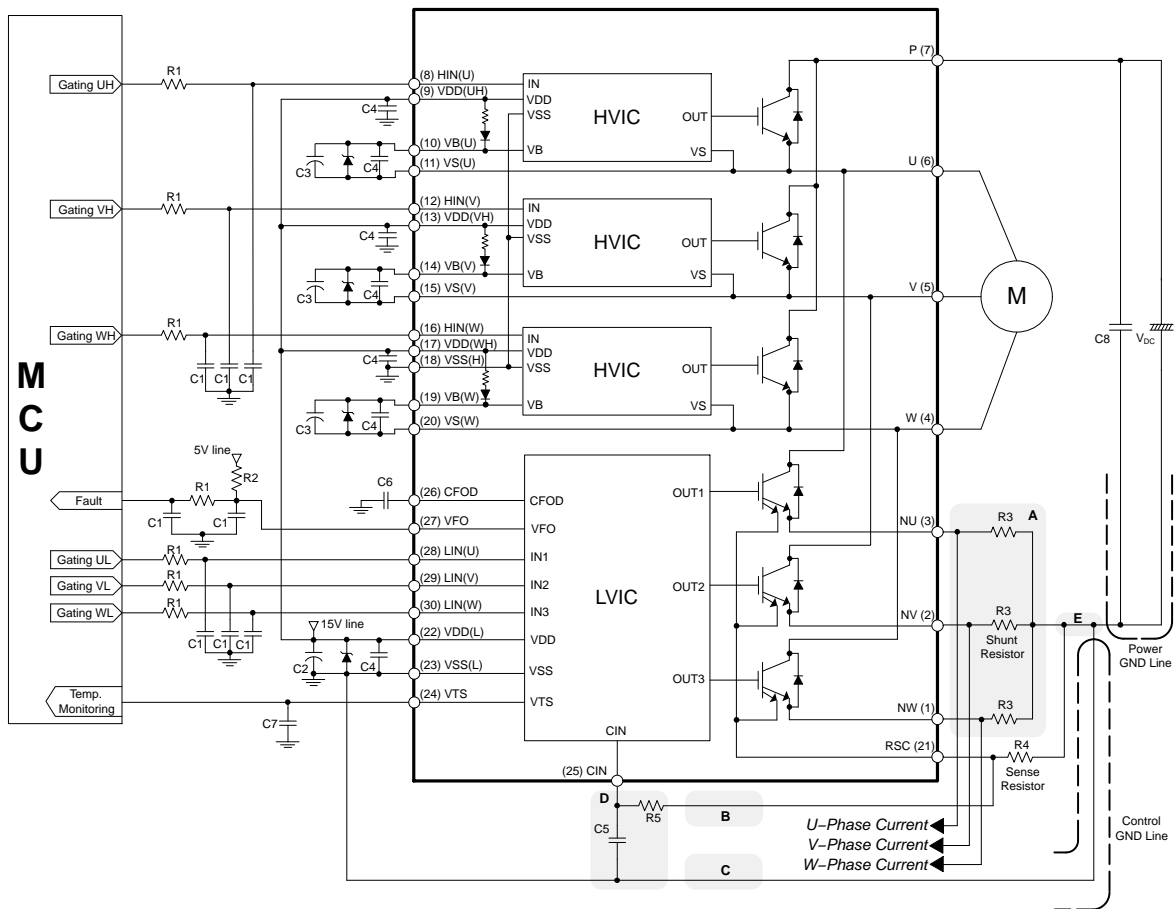 MCU
Gating UH
R1
Gating VH
R1
Gating WH
R1
C1
C1
C1
5V line
R2
Fault
R1
C1
C1
Gating UL
R1
Gating VL
R1
Gating WL
R1
C1
C1
C1
Temp.
Monitoring
C7
15V line
C2
C4
C6
C4
C3
C4
C4
C3
C4
C4
C3
C4
(8) HIN(U)
(9) VDD(UH)
(10) VB(U)
(11) VS(U)
(12) HIN(V)
(13) VDD(VH)
(14) VB(V)
(15) VS(V)
(16) HIN(W)
(17) VDD(WH)
(18) VSS(H)
(19) VB(W)
(20) VS(W)
(26) CFOD
(27) VFO
(28) LIN(U)
(29) LIN(V)
(30) LIN(W)
(22) VDD(L)
(23) VSS(L)
(24) VTS
(25) CIN
IN
VDD
VSS
VB
HVIC
OUT
VS
IN
VDD
VSS
VB
HVIC
OUT
VS
IN
VDD
VSS
VB
HVIC
OUT
VS
CFOD
VFO
IN1
IN2
IN3
VDD
VSS
VTS
CIN
LVIC
OUT1
OUT2
OUT3
P (7)
U (6)
V (5)
W (4)
NU (3)
NV (2)
NW (1)
RSC (21)
M
C8
VDC
R3
A
R3
Shunt
Resistor
R3
E
R4
Sense
Resistor
Power
GND Line
Control
GND Line
D
R5
C5
B
C
U−Phase Current
V−Phase Current
W−Phase Current